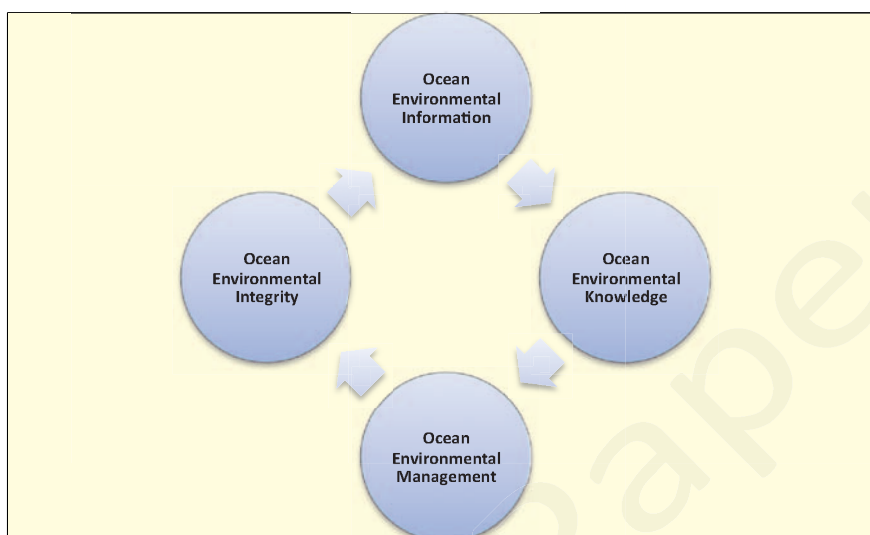 Ocean
Environmental
Information
Ocean
Environmental
Integrity
Ocean
Environmental
Knowledge
Ocean
Environmental
Management